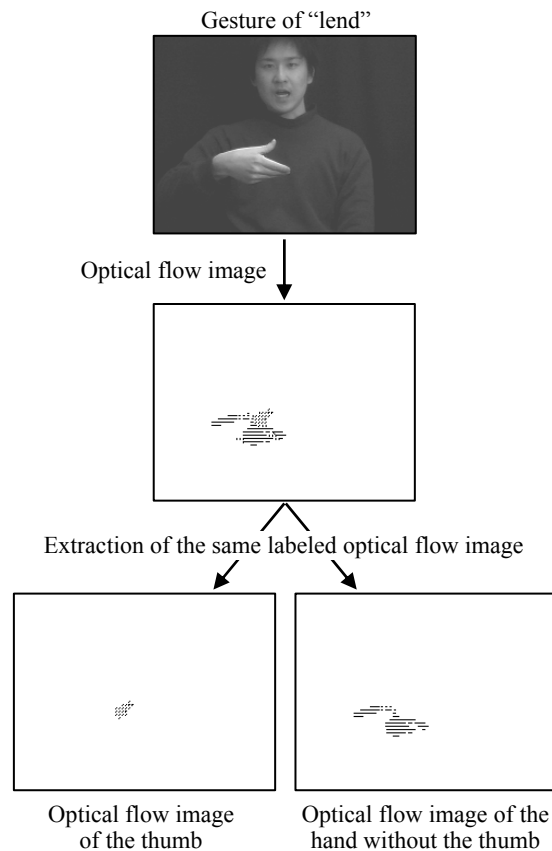 Gesture of “lend”
Optical flow image
Extraction of the same labeled optical flow image
Optical flow image
of the thumb
Optical flow image of the
hand without the thumb